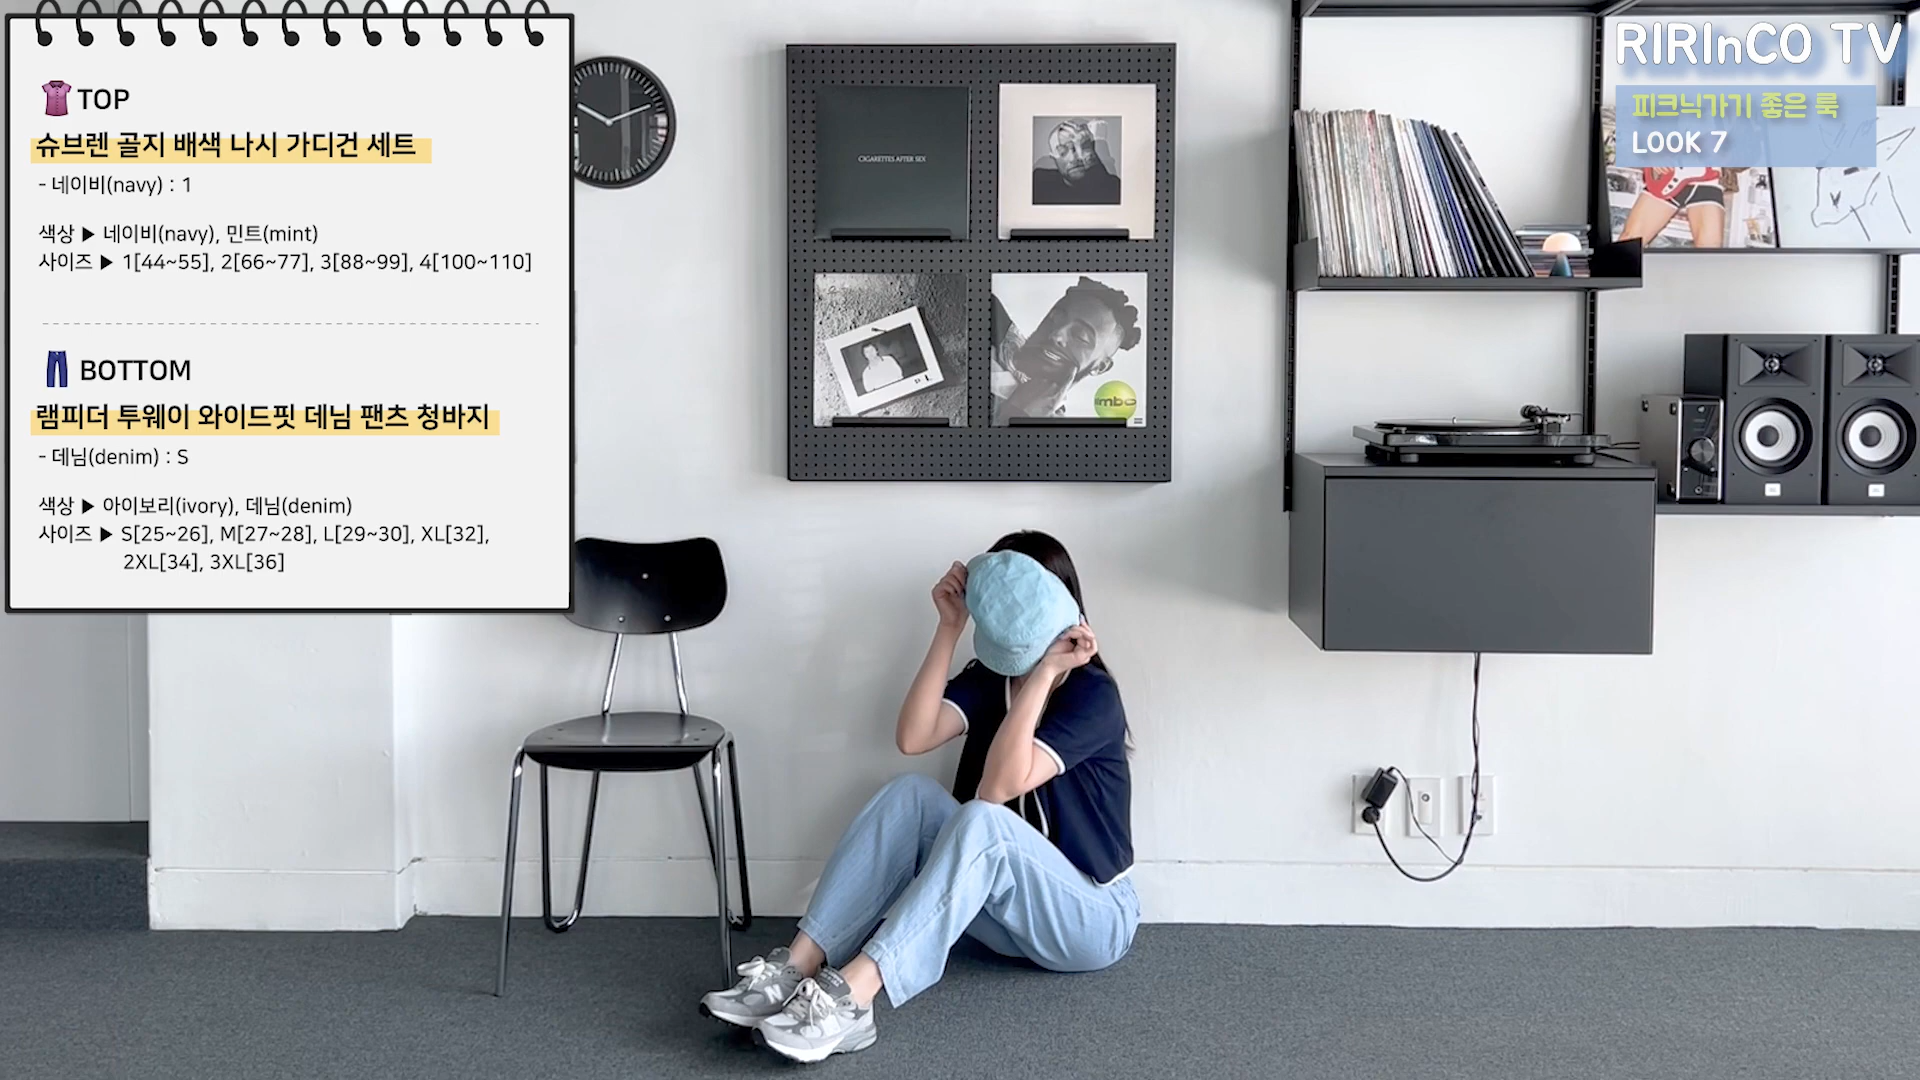 TOP
슈브렌 골지 배색 나시 가디건 세트
- 네이비(navy) : 1
색상 ▶ 네이비(navy), 민트(mint)
사이즈 ▶ 1[44~55], 2[66~77], 3[88~99], 4[100~110]
BOTTOM
램피더 투웨이 와이드핏 데님 팬츠 청바지
- 데님(denim) : S
색상 ▶ 아이보리(ivory), 데님(denim)
사이즈 ▶ S[25~26], M[27~28], L[29~30], XL[32],
2XL[34], 3XL[36]
RIRInCO TV
피크닉가기 좋은 룩
LOOK 7
CIGARETTES AFTER SEX
limbo
JBL
JBL
N